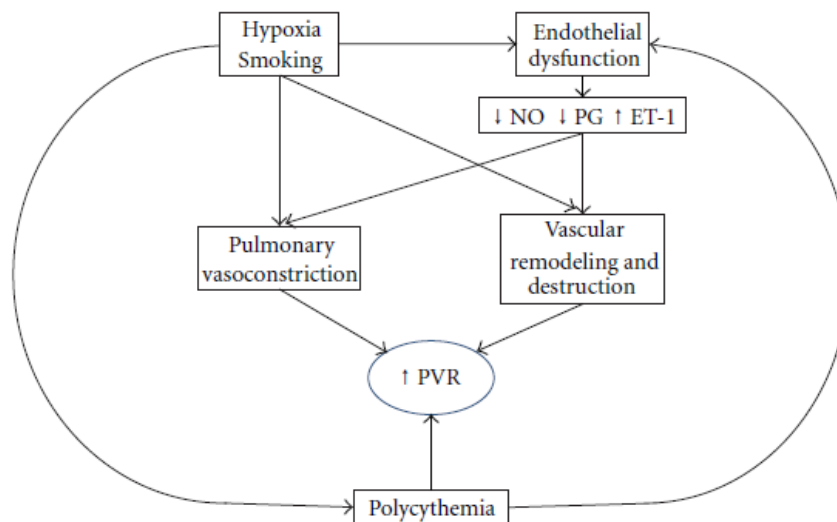 Hypoxia
Smoking
Endothelial
dysfunction
↓ NO ↓ PG ↑ ET-1
Pulmonary
vasoconstriction
Vascular
remodeling and
destruction
↑ PVR
Polycythemia